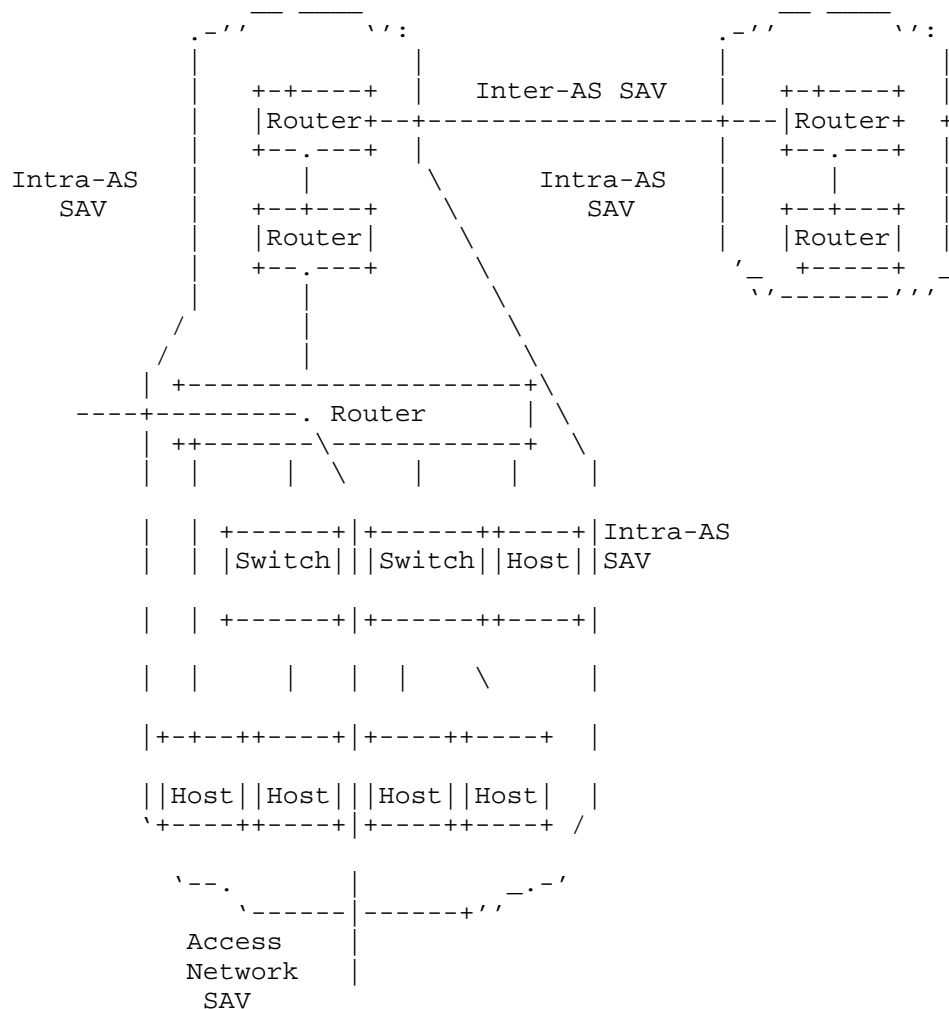 Inter-AS SAV
Router Router
Intra-AS Intra-AS
SAV SAV
Router Router
Router
Intra-AS
Switch Switch Host SAV
Host Host Host Host
Access
Network
SAV